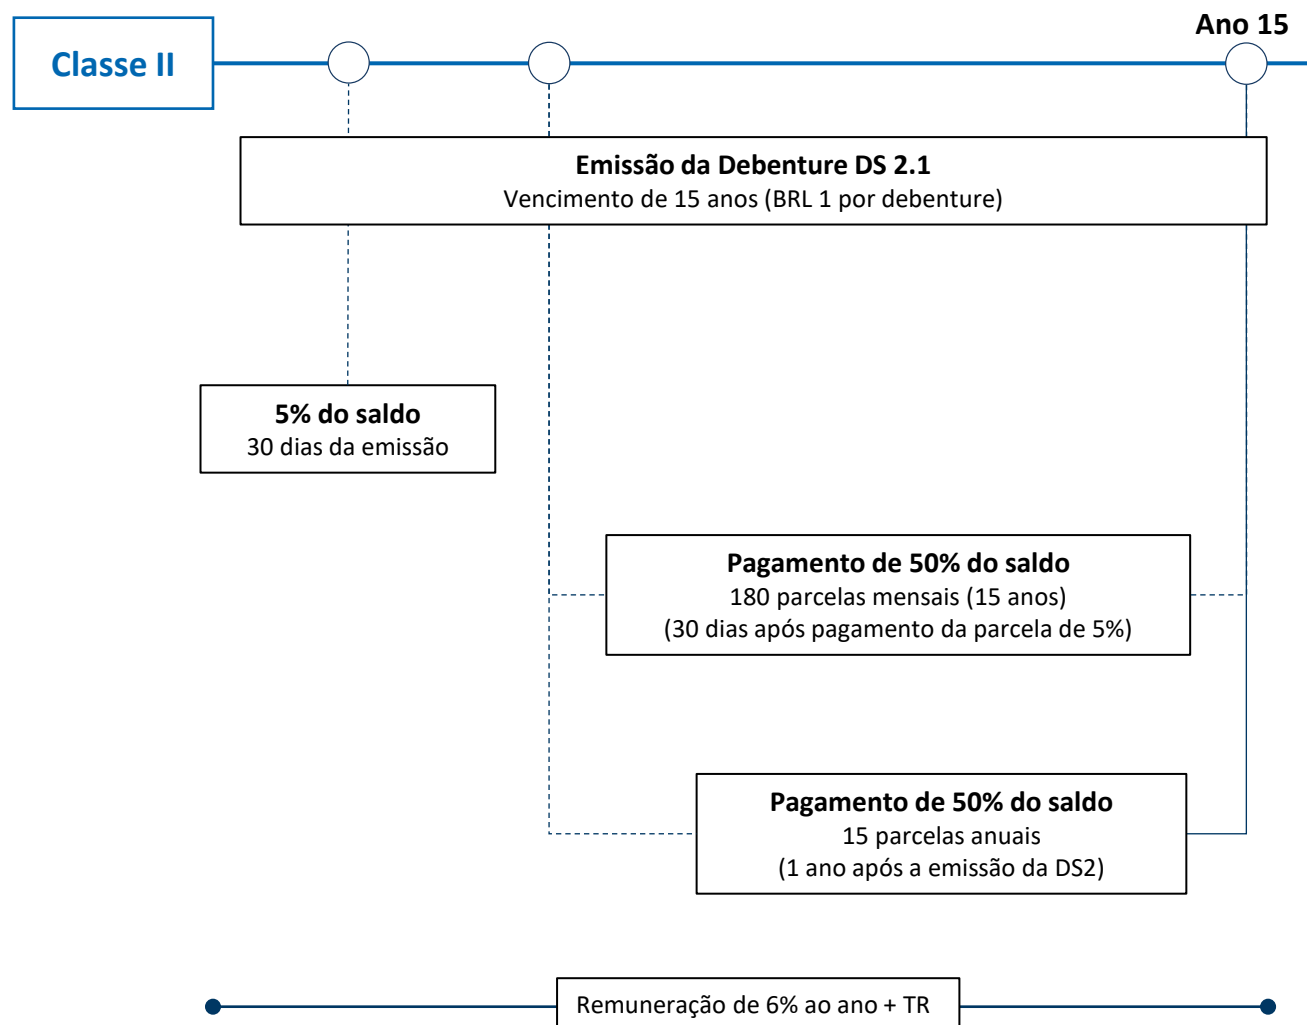 Ano 15
Classe II
Emissão da Debenture DS 2.1
Vencimento de 15 anos (BRL 1 por debenture)
5% do saldo
30 dias da emissão
Pagamento de 50% do saldo
180 parcelas mensais (15 anos)
(30 dias após pagamento da parcela de 5%)
Pagamento de 50% do saldo
15 parcelas anuais
(1 ano após a emissão da DS2)
Remuneração de 6% ao ano + TR